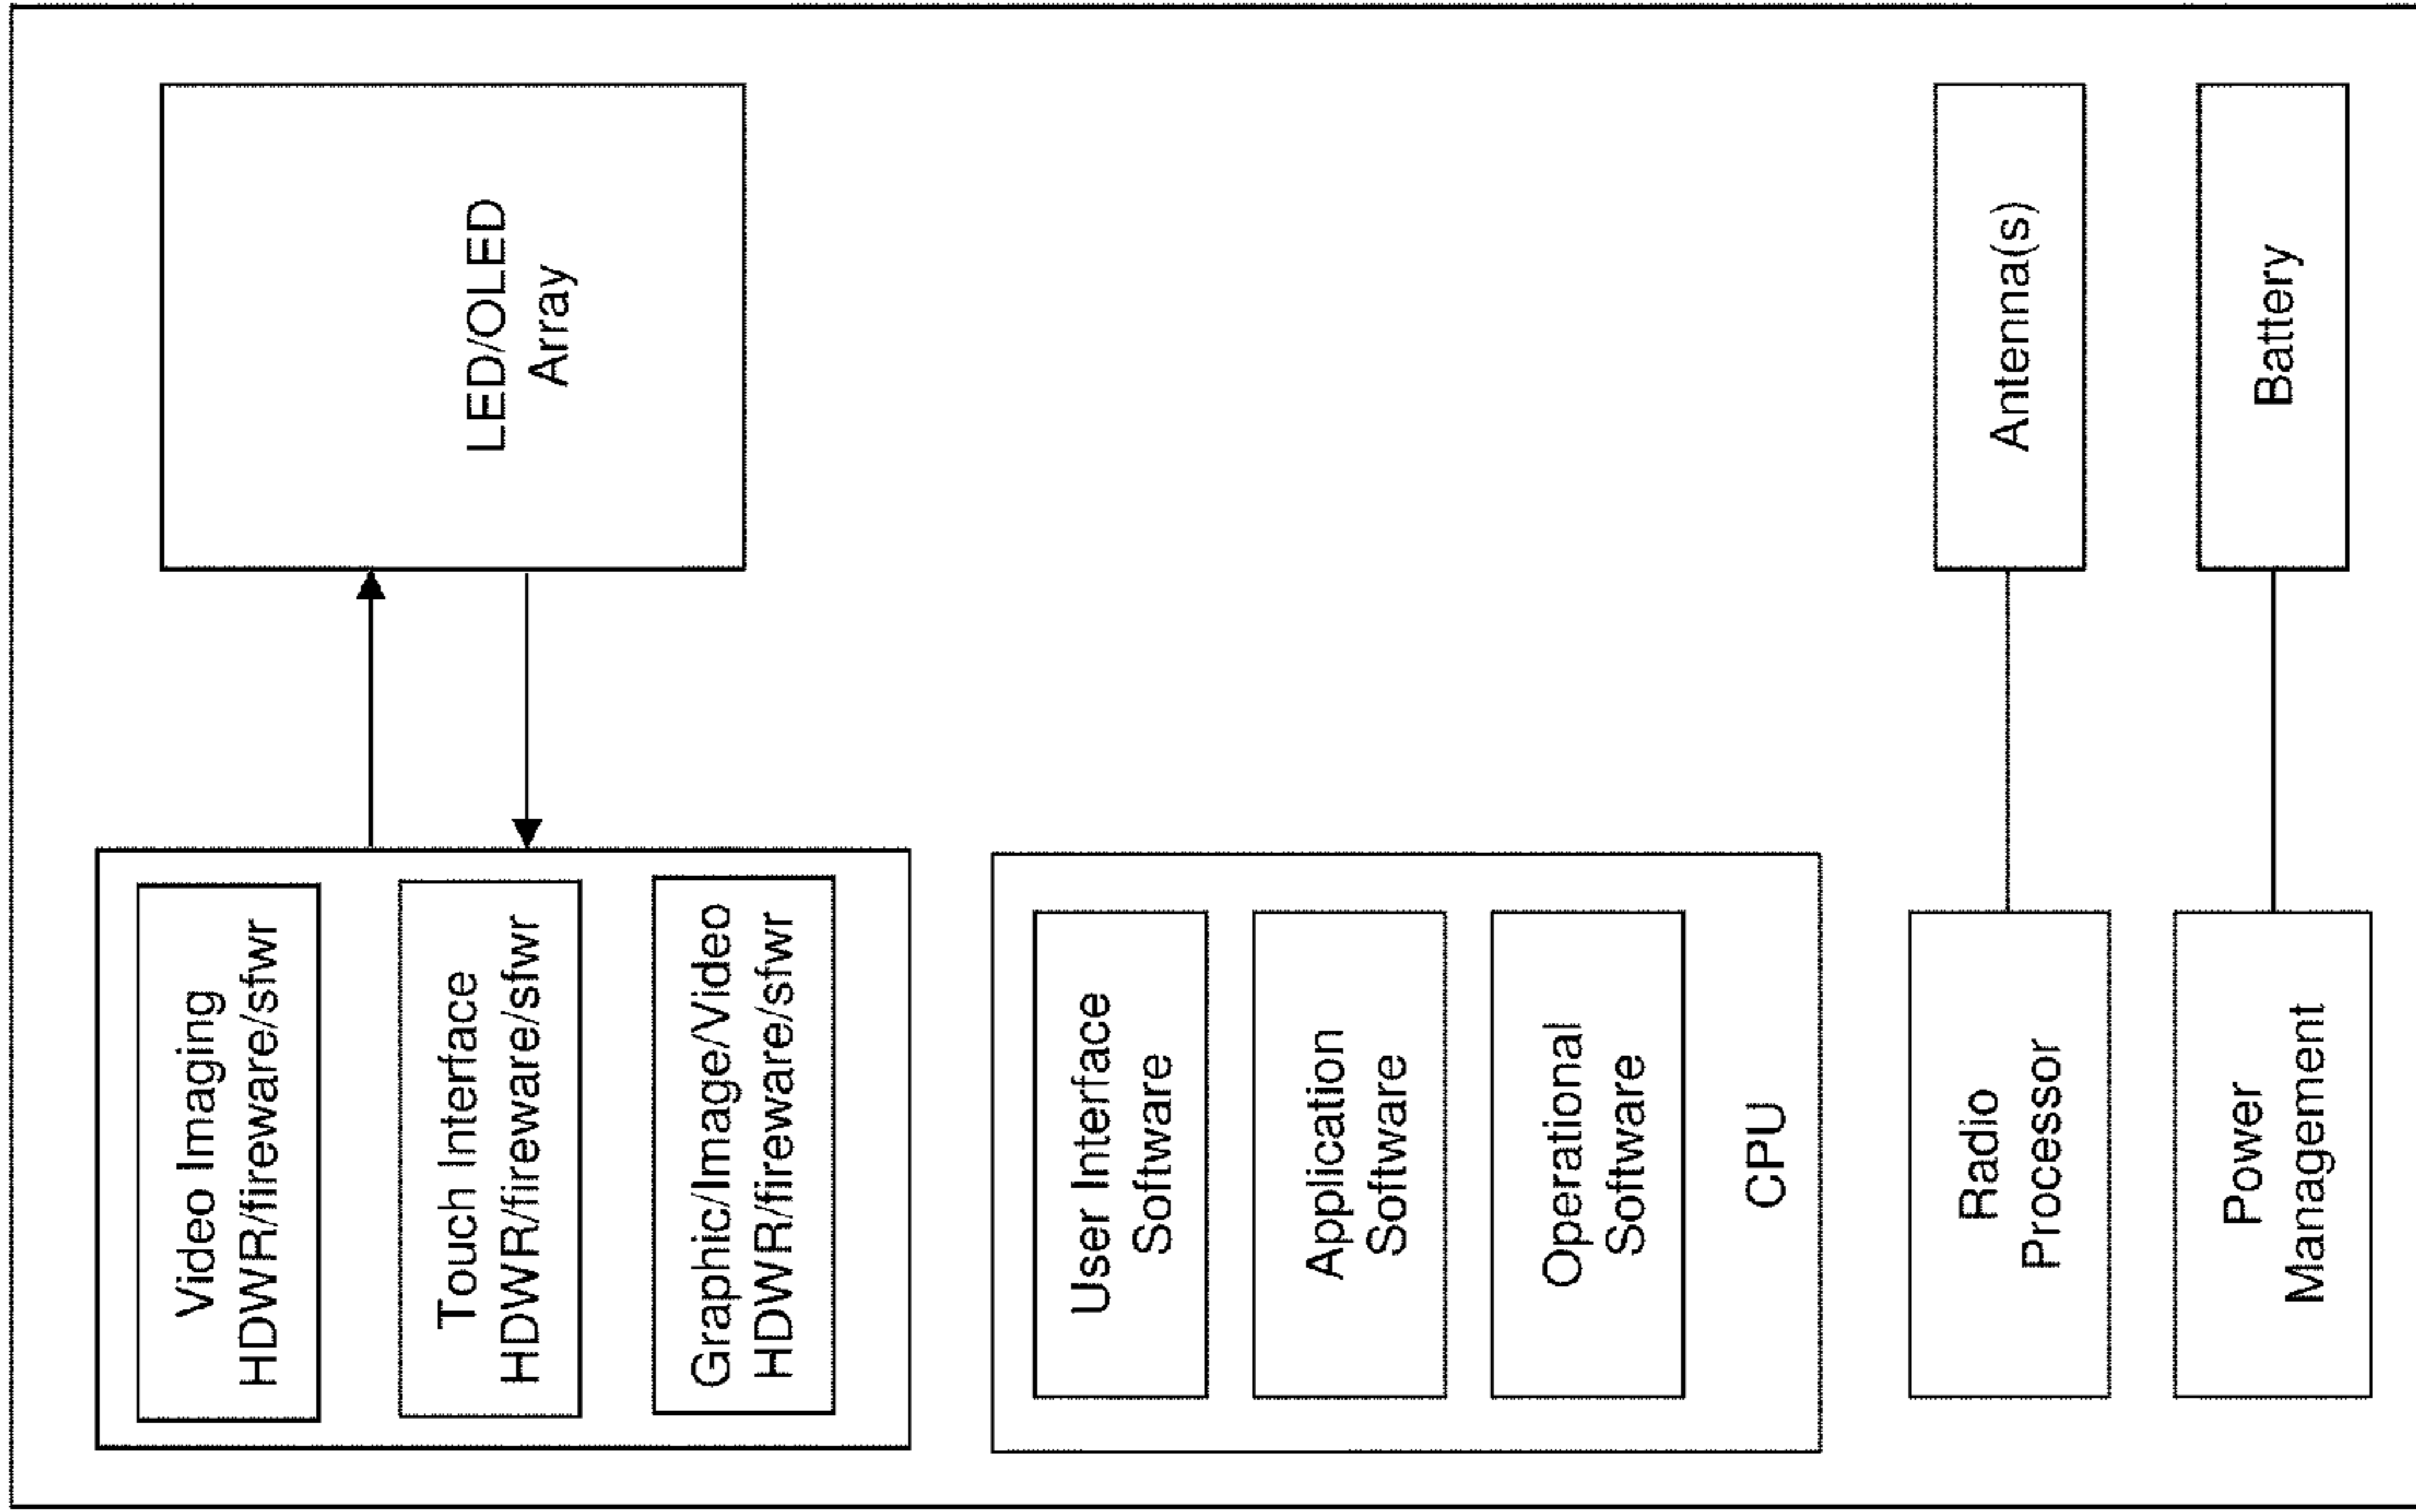 Video Imaging
HDWR/fireware/sfwr
Touch Interface
HDWR/fireware/sfwr
Graphic/Image/Video
HDWR/fireware/sfwr
LED/OLED
Array
User Interface
Software
Application
Software
Operational
Software
CPU
Radio
Processor
Antenna(s)
Power
Management
Battery